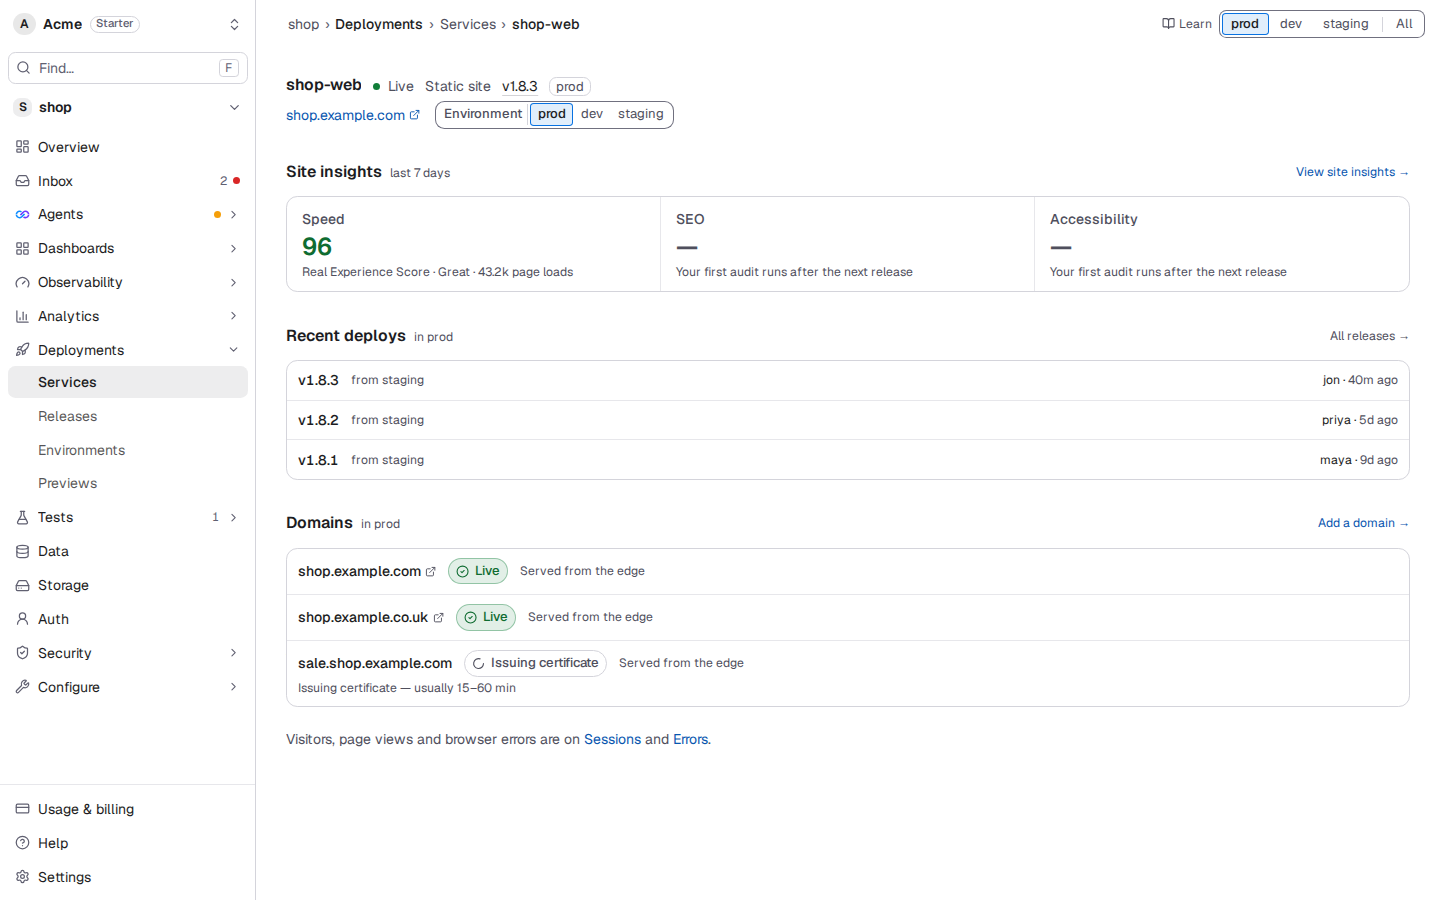 A Acme Starter
Find... F
S shop
Overview
Inbox 2
Agents
Dashboards
Observability
Analytics
Deployments
Services
Releases
Environments
Previews
Tests 1
Data
Storage
Auth
Security
Configure
Usage & billing
Help
Settings
shop › Deployments › Services › shop-web
Learn prod dev staging All
shop-web Live Static site v1.8.3 prod
shop.example.com Environment prod dev staging
Site insights last 7 days View site insights →
Speed SEO Accessibility
96 — —
Real Experience Score · Great · 43.2k page loads Your first audit runs after the next release Your first audit runs after the next release
Recent deploys in prod All releases →
v1.8.3 from staging jon · 40m ago
v1.8.2 from staging priya · 5d ago
v1.8.1 from staging maya · 9d ago
Domains in prod Add a domain →
shop.example.com Live Served from the edge
shop.example.co.uk Live Served from the edge
sale.shop.example.com Issuing certificate Served from the edge
Issuing certificate — usually 15–60 min
Visitors, page views and browser errors are on Sessions and Errors.